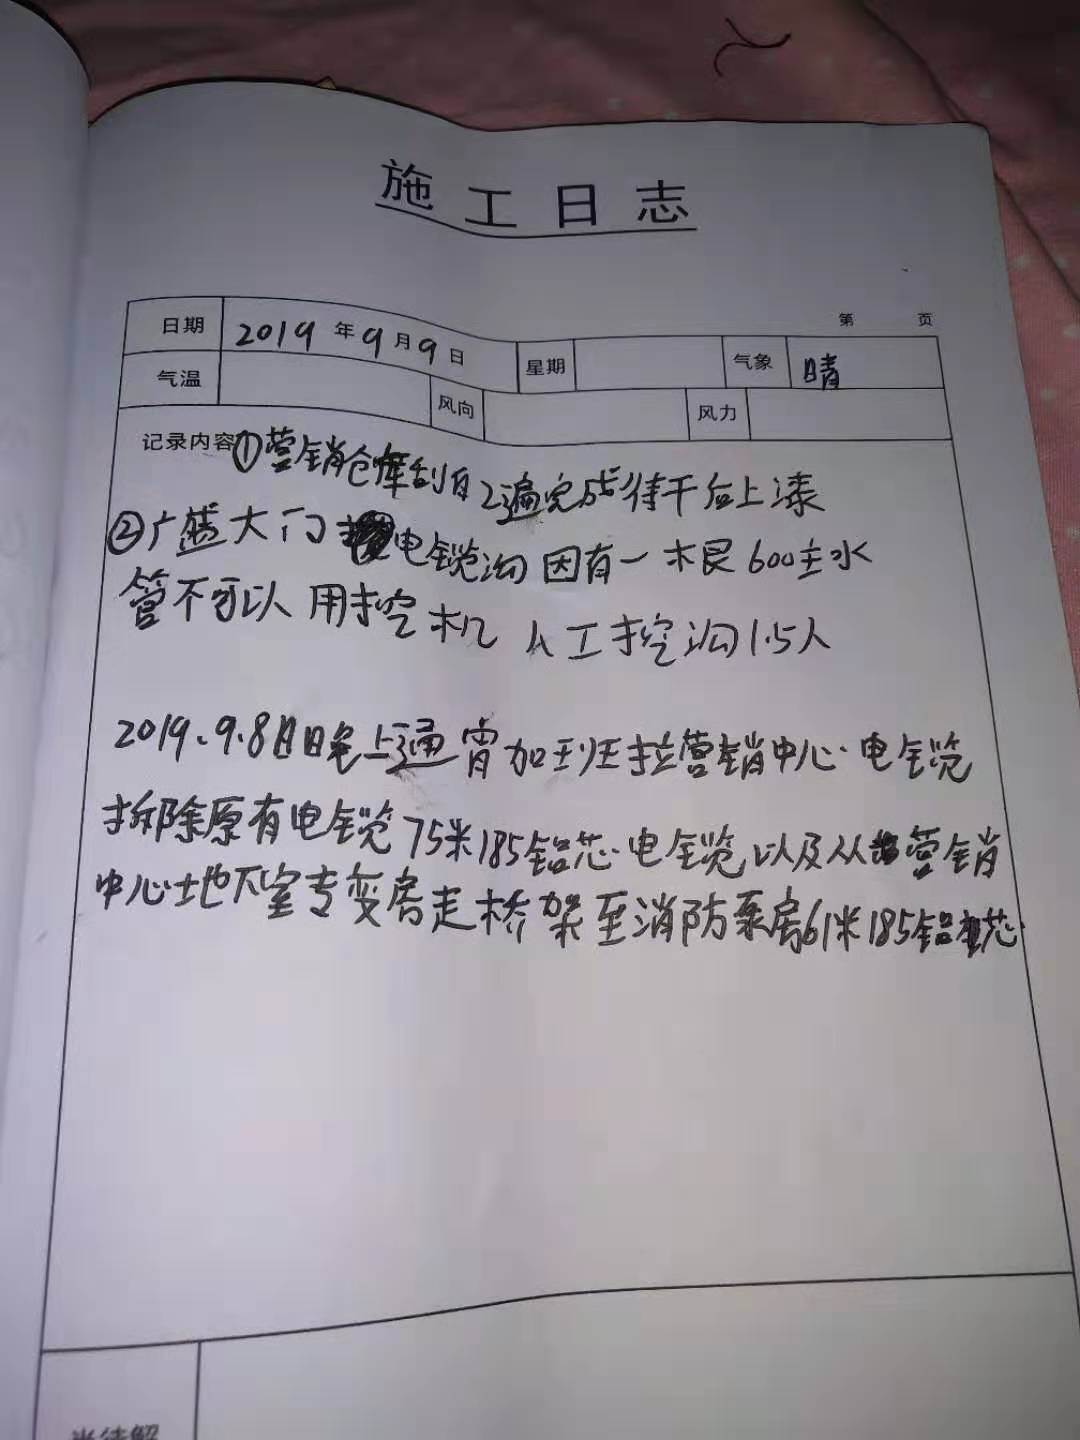 施工日志
第 页
日期 2019年9月9日 星期 气象 晴
气温 风向 风力
记录内容①营销仓库刮白2遍完成待干后上漆
②广盛大门电缆沟因有一根600主水
管不可以用挖机 人工挖沟1.5人
2019.9.8日晚上通宵加班拉营销中心电缆
拆除原有电缆75米185铝芯电缆以及从营销
中心地下室专变房走桥架至消防泵房61米185铝芯